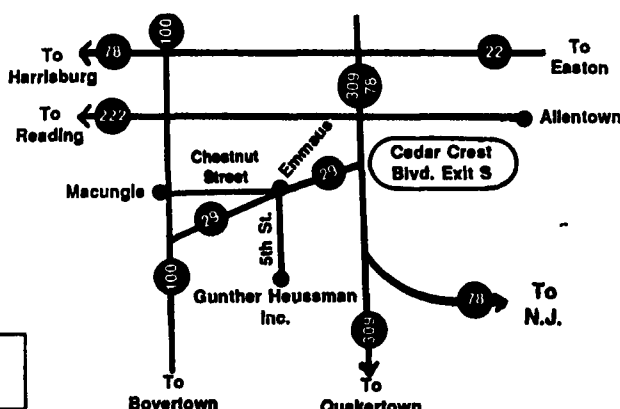 100
To
Harrisburg
78
22
To
Easton
309
78
To
Reading
222
Allentown
Chestnut
Street
Emmaus
29
Cedar Crest
Blvd. Exit S
Macungie
29
5th St.
100
Gunther Heussman
Inc.
78
To
N.J.
309
To
Boyertown
To
Quakertown